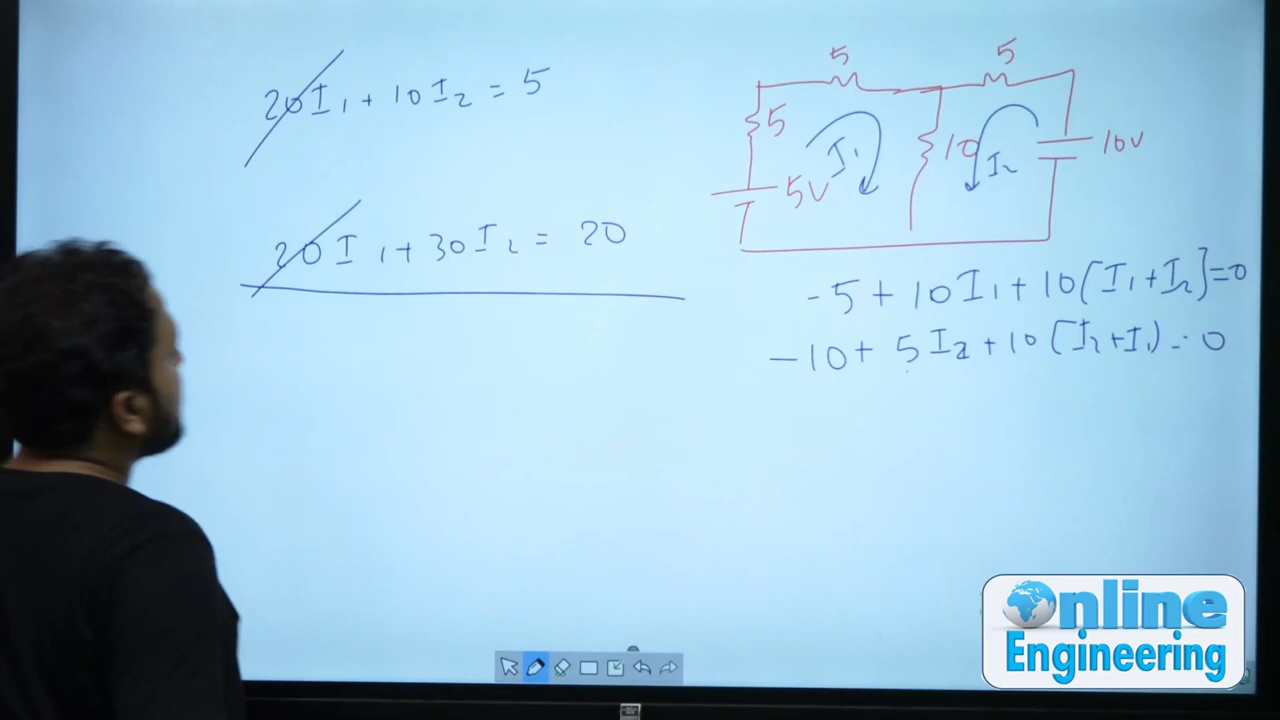 20I₁ + 10I₂ = 5
20I₁ + 30I₂ = 20
5
5
5
5V
I₁
10
I₂
10V
-5 + 10I₁ + 10(I₁+I₂) = 0
-10 + 5I₂ + 10(I₂+I₁) = 0
Online
Engineering